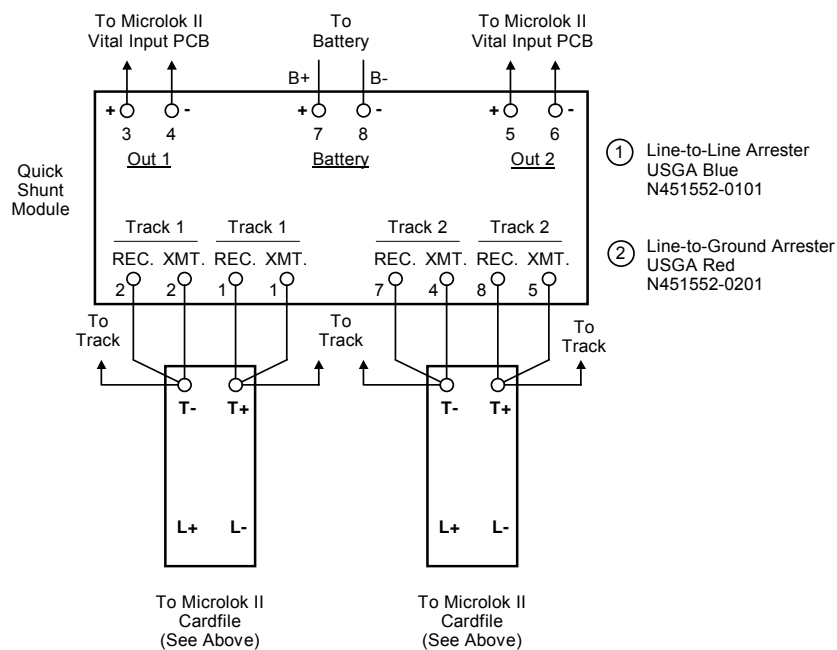 To Microlok II
Vital Input PCB
To
Battery
To Microlok II
Vital Input PCB
B+ B-
+ - + - + -
3 4 7 8 5 6
Out 1 Battery Out 2
Quick
Shunt
Module
1 Line-to-Line Arrester
USGA Blue
N451552-0101
2 Line-to-Ground Arrester
USGA Red
N451552-0201
Track 1 Track 1 Track 2 Track 2
REC. XMT. REC. XMT. REC. XMT. REC. XMT.
2 2 1 1 7 4 8 5
To
Track
To
Track
To
Track
To
Track
T- T+ T- T+
L+ L- L+ L-
To Microlok II
Cardfile
(See Above)
To Microlok II
Cardfile
(See Above)